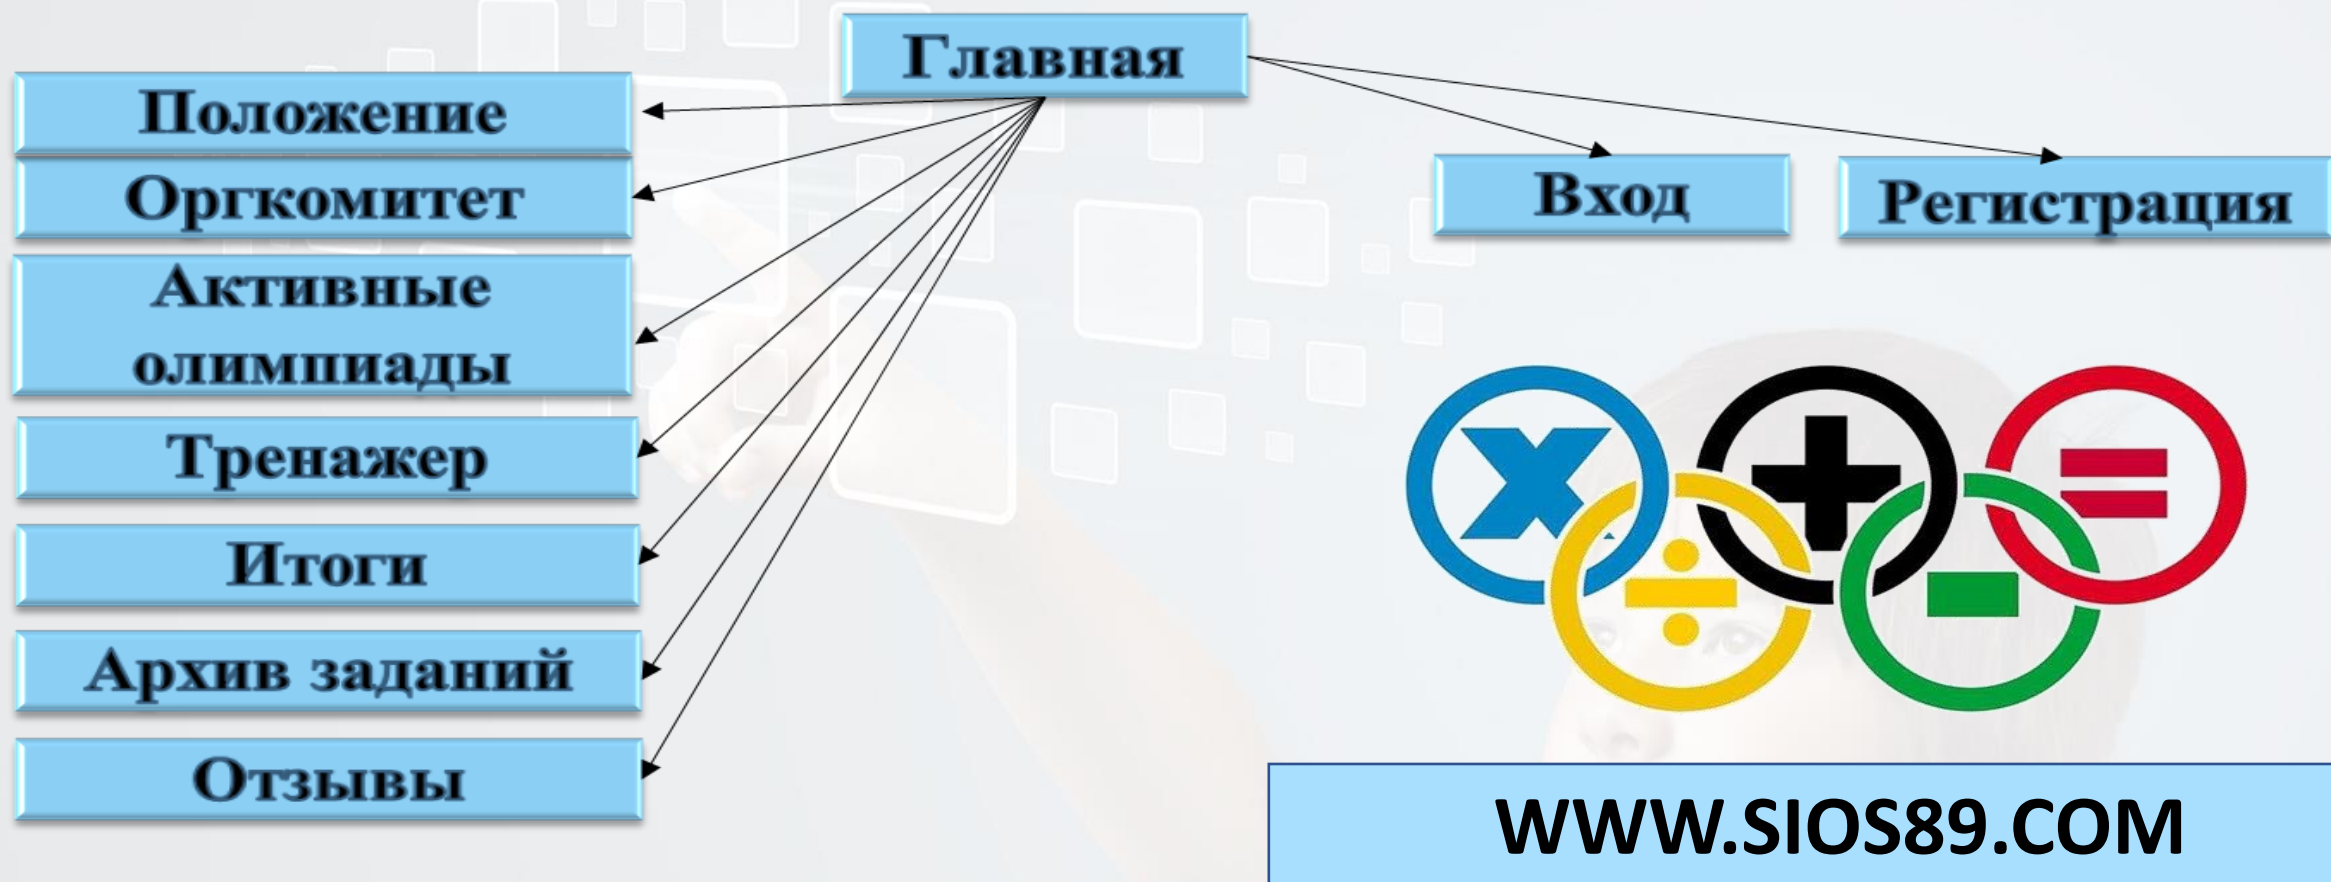 Главная
Положение
Оргкомитет
Активные
олимпиады
Тренажер
Итоги
Архив заданий
Отзывы
Вход
Регистрация
WWW.SIOS89.COM